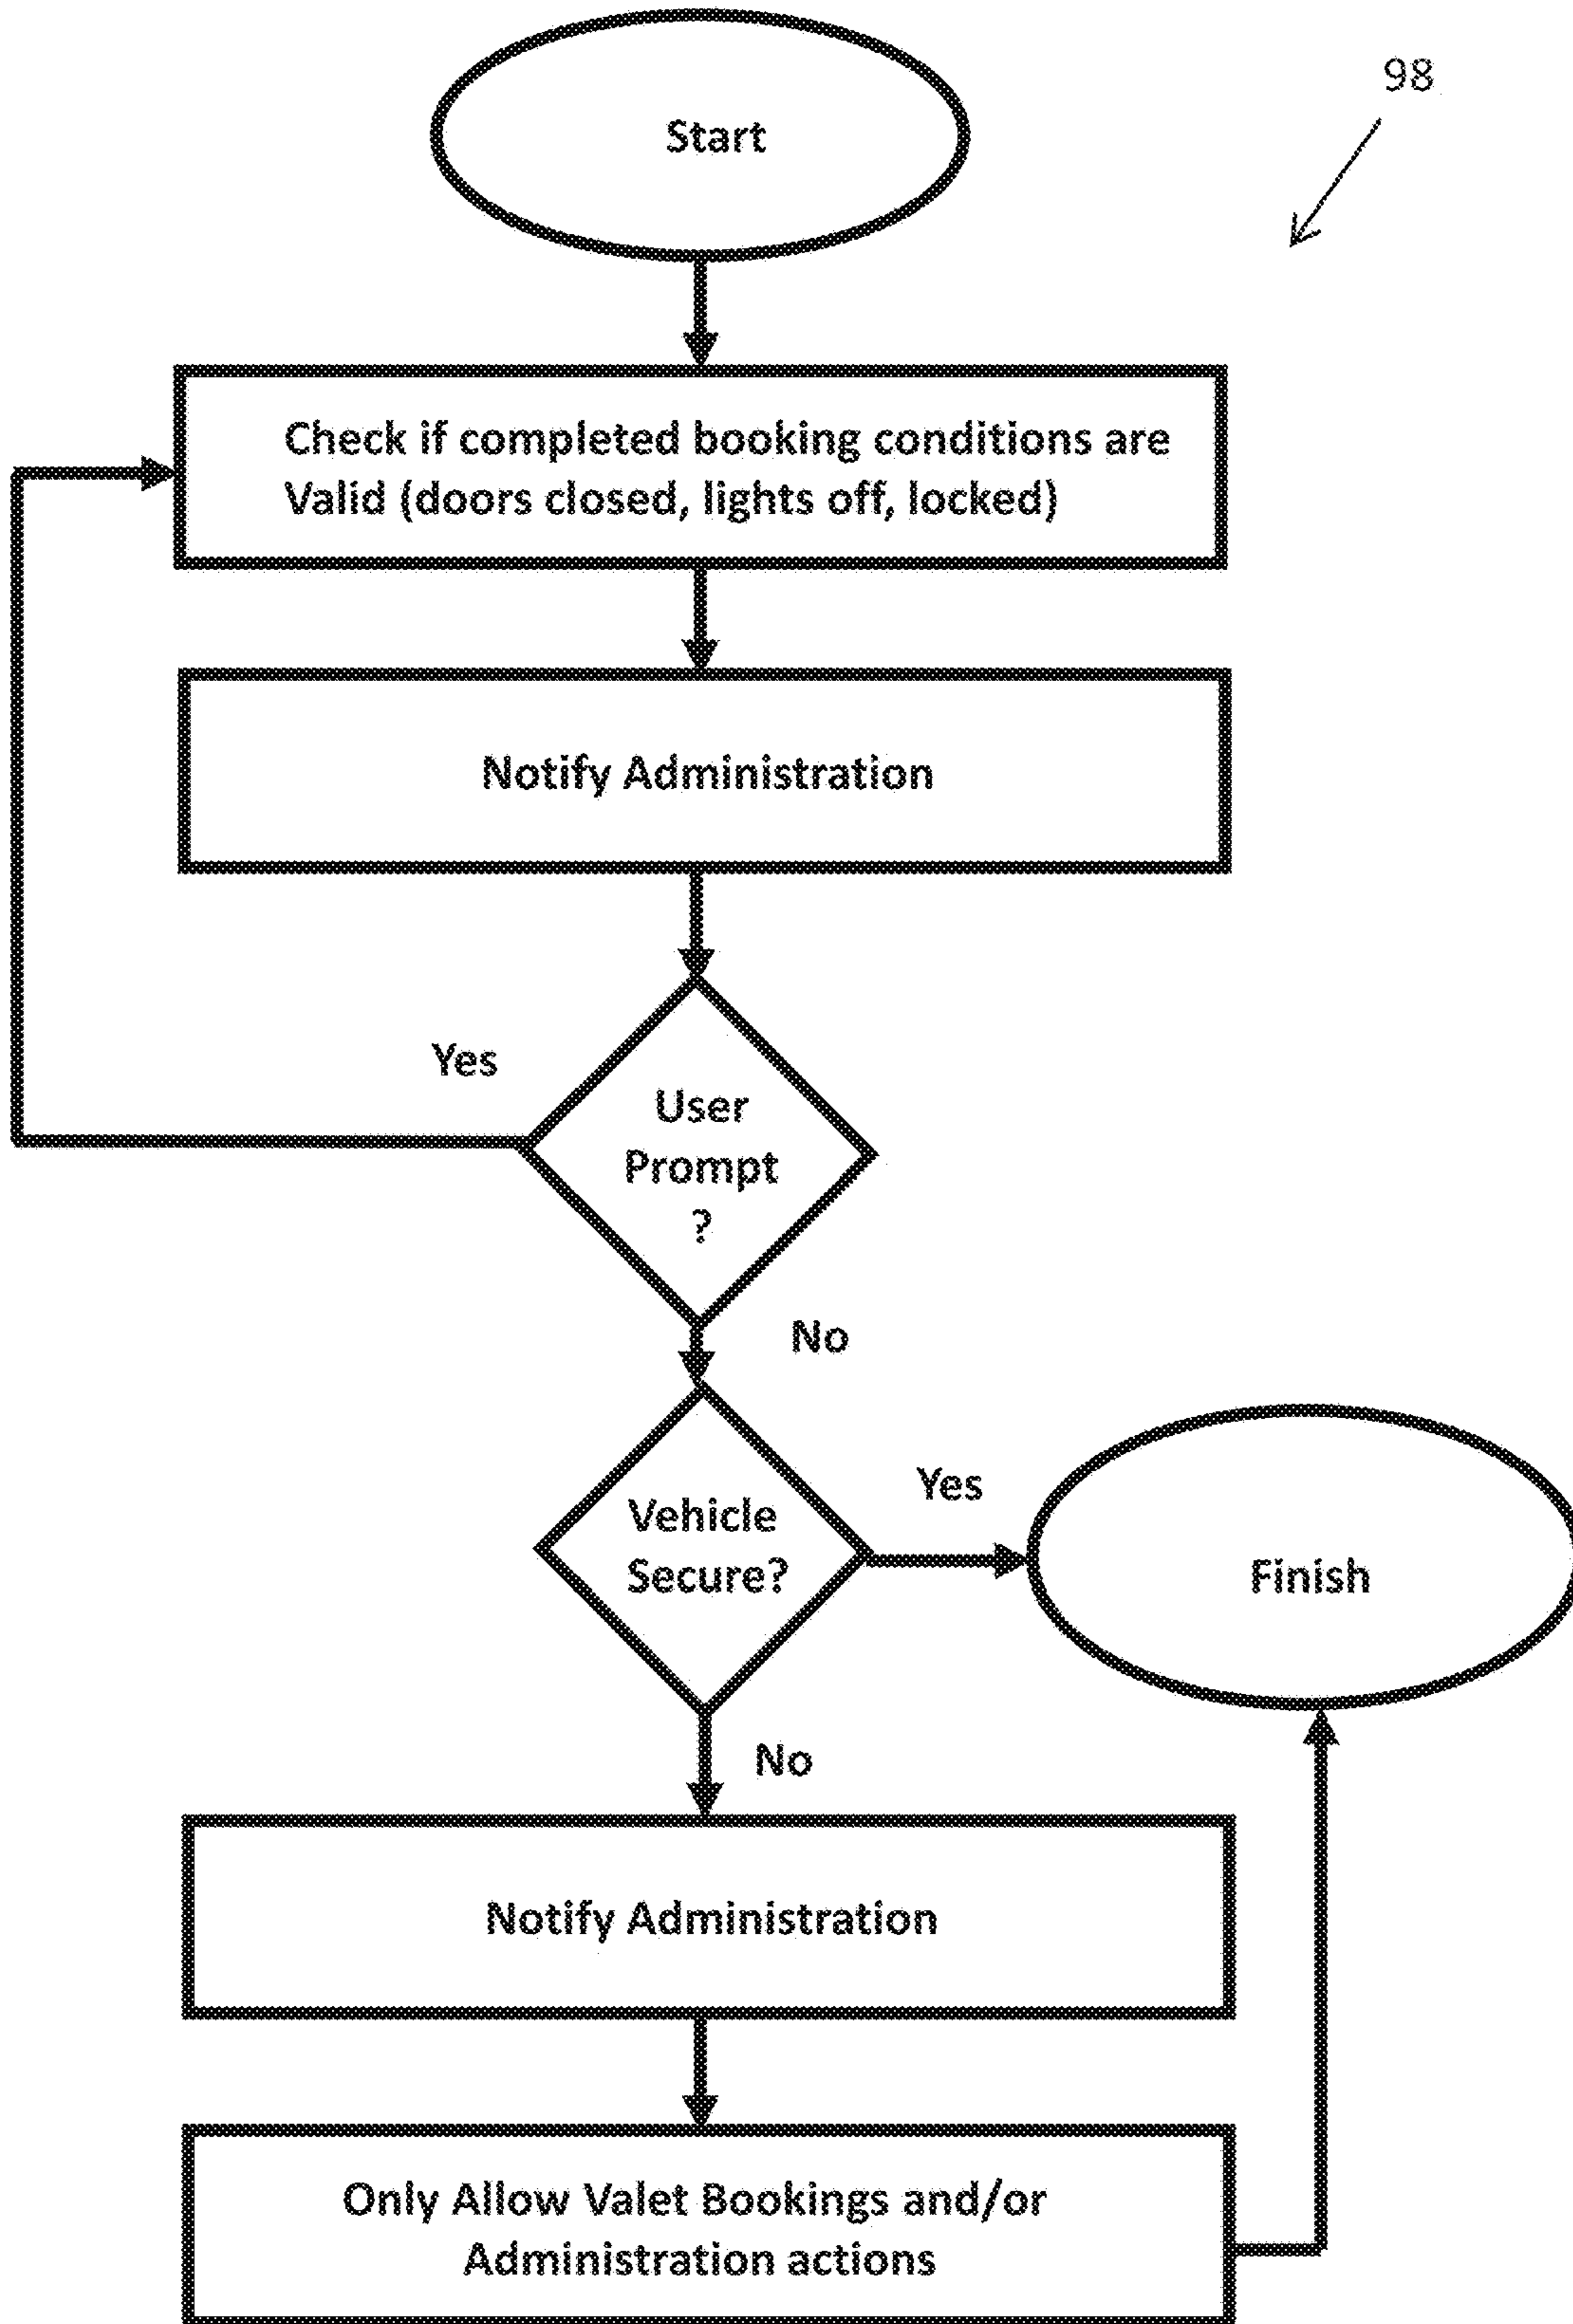 98
Start
Check if completed booking conditions are
Valid (doors closed, lights off, locked)
Notify Administration
Yes
User
Prompt
?
No
Vehicle
Secure?
Yes
Finish
No
Notify Administration
Only Allow Valet Bookings and/or
Administration actions